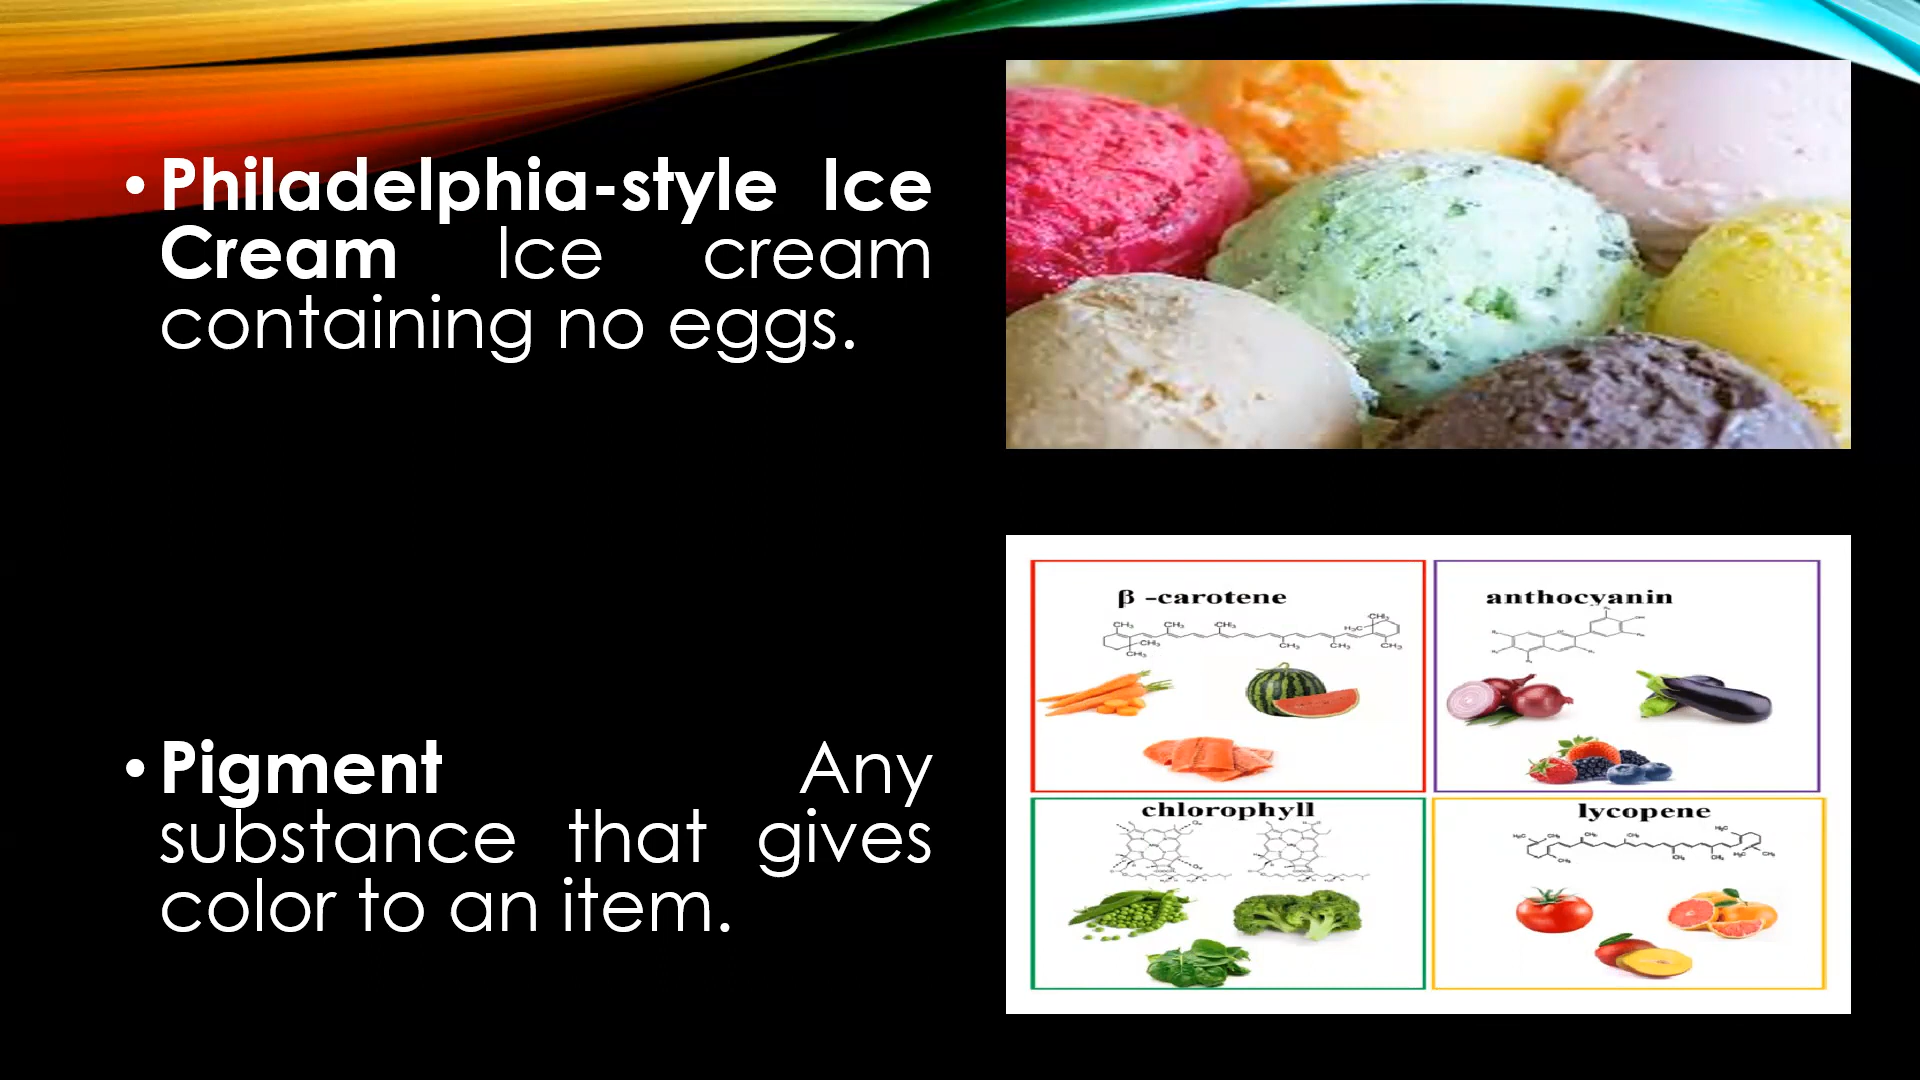 • Philadelphia-style Ice
Cream Ice cream
containing no eggs.
• Pigment Any
substance that gives
color to an item.
β -carotene
anthocyanin
chlorophyll
lycopene